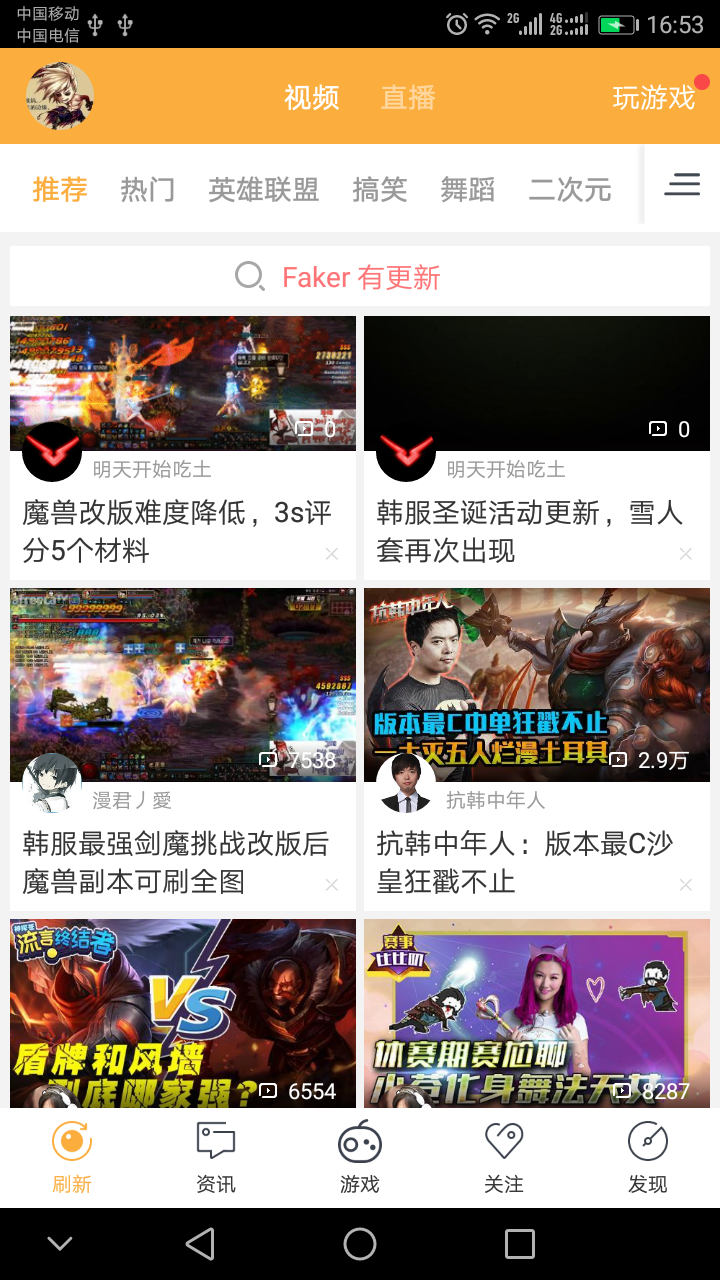 中国移动
中国电信
2G
4G
2G
16:53
视频
直播
玩游戏
推荐
热门
英雄联盟
搞笑
舞蹈
二次元
Faker 有更新
0
明天开始吃土
魔兽改版难度降低，3s评
分5个材料
0
明天开始吃土
韩服圣诞活动更新，雪人
套再次出现
7538
漫君丿愛
韩服最强剑魔挑战改版后
魔兽副本可刷全图
抗韩中年人
版本最C中单狂戳不止
一大灭五人烂漫土耳其
2.9万
抗韩中年人
抗韩中年人：版本最C沙
皇狂戳不止
流言终结者
VS
盾牌和风墙
到底哪家强？
6554
赛事
比比叨
休赛期赛尬聊
小苍化身舞法天女
8287
刷新
资讯
游戏
关注
发现